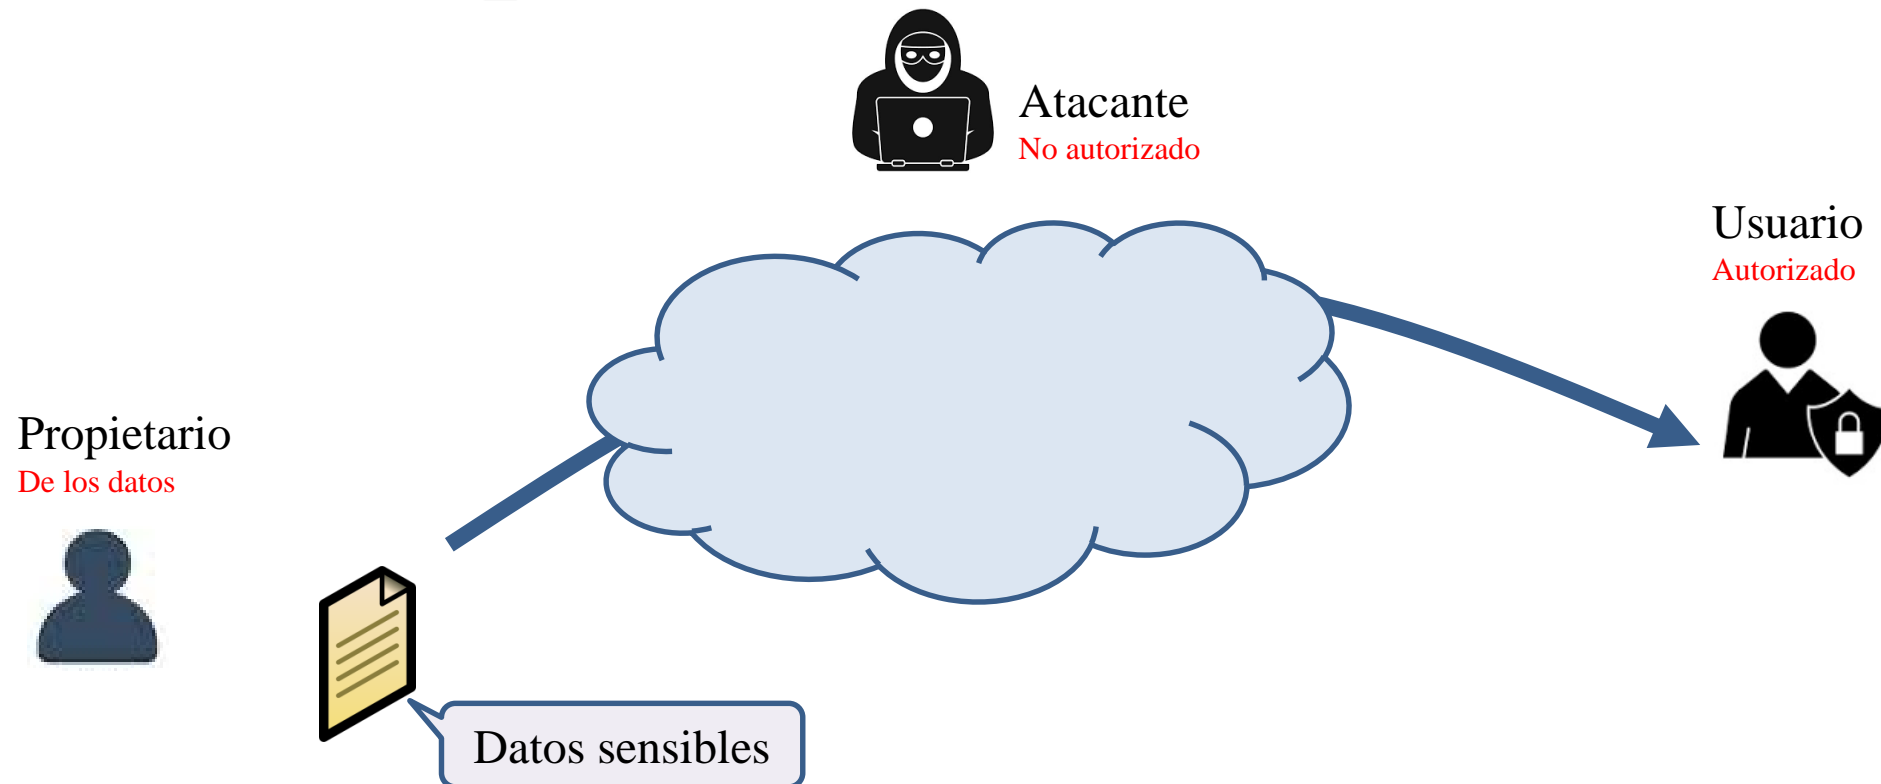 Atacante
No autorizado
Usuario
Autorizado
Propietario
De los datos
Datos sensibles